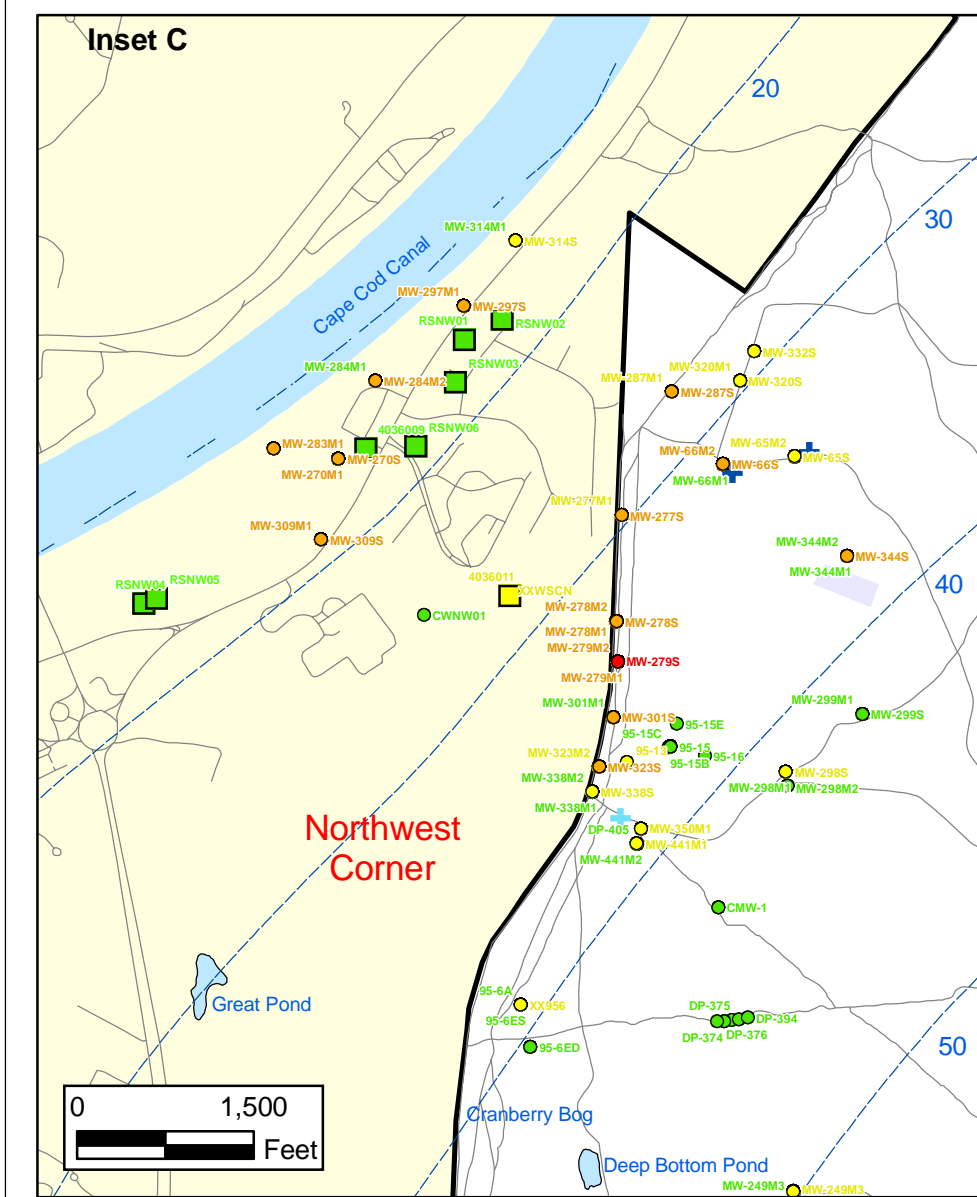 Inset C
20
30
MW-314M1
MW-314S
Cape Cod Canal
MW-297M1
MW-297S
RSNW01
RSNW02
MW-332S
RSNW03
MW-284M1
MW-284M2
MW-287M1
MW-320M1
MW-320S
MW-287S
4036009
RSNW06
MW-283M1
MW-270S
MW-270M1
MW-65M2
MW-66M2
MW-65S
MW-66S
MW-66M1
MW-277M1
MW-277S
MW-309M1
MW-309S
MW-344M2
MW-344S
MW-344M1
40
RSNW04
RSNW05
4036011
XXWSCN
CWNW01
MW-278M2
MW-278S
MW-278M1
MW-279M2
MW-279S
MW-279M1
MW-301M1
MW-301S
MW-299M1
MW-299S
95-15E
95-15C
95-15
95-15B
95-13
95-16
MW-323M2
MW-323S
MW-338M2
MW-338S
MW-338M1
MW-298S
MW-298M1
MW-298M2
DP-405
MW-350M1
MW-441M1
MW-441M2
Northwest
Corner
CMW-1
95-6A
XX956
95-6ES
Great Pond
DP-375
DP-394
DP-374
DP-376
95-6ED
50
0
1,500
Feet
Cranberry Bog
Deep Bottom Pond
MW-249M3
MW-249M3